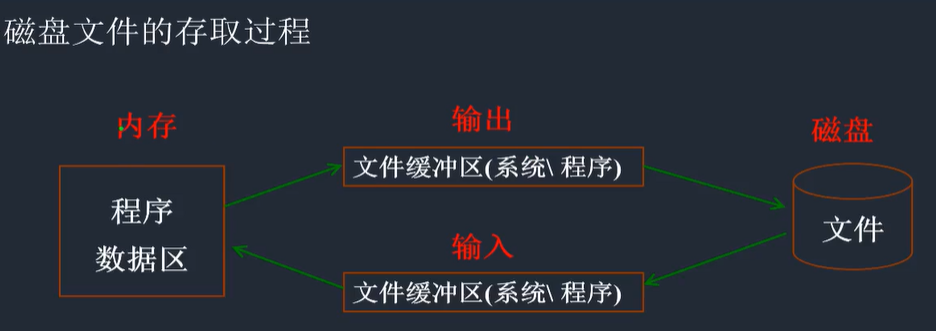 磁盘文件的存取过程
内存
输出
磁盘
文件缓冲区(系统\ 程序)
程序
数据区
文件
输入
文件缓冲区(系统\ 程序)